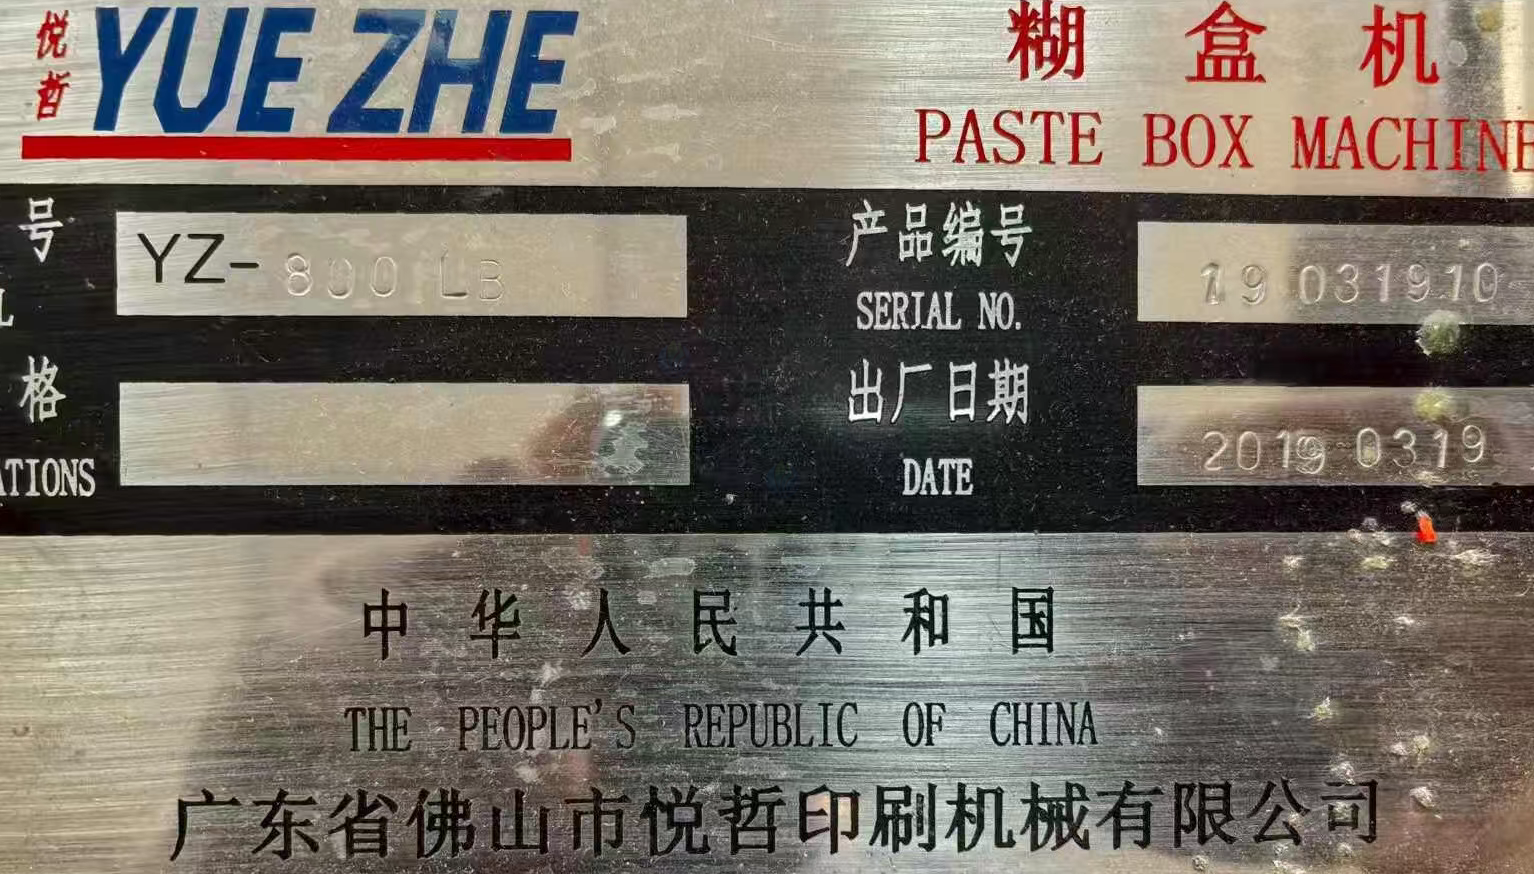 悦哲 YUE ZHE
糊盒机
PASTE BOX MACHINE
号 YZ-800 LB
L
产品编号 19 031910
SERIAL NO.
格
ATIONS
出厂日期 2019 0319
DATE
中华人民共和国
THE PEOPLE'S REPUBLIC OF CHINA
广东省佛山市悦哲印刷机械有限公司